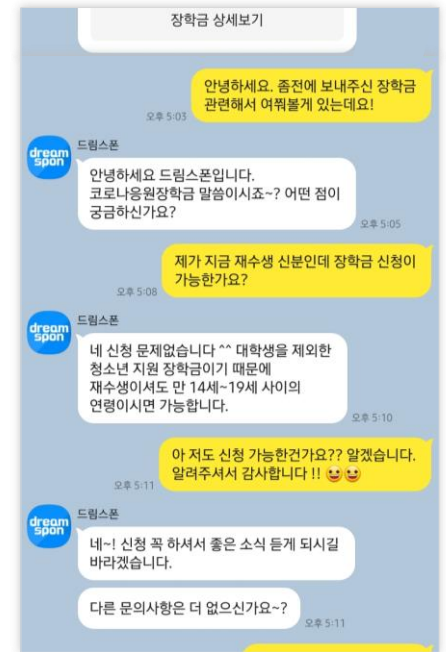 장학금 상세보기
안녕하세요. 좀전에 보내주신 장학금
관련해서 여쭤볼게 있는데요!
오후 5:03
dream
spon
드림스폰
안녕하세요 드림스폰입니다.
코로나응원장학금 말씀이시죠~? 어떤 점이
궁금하신가요?
오후 5:05
제가 지금 재수생 신분인데 장학금 신청이
가능한가요?
오후 5:08
dream
spon
드림스폰
네 신청 문제없습니다 ^^ 대학생을 제외한
청소년 지원 장학금이기 때문에
재수생이셔도 만 14세~19세 사이의
연령이시면 가능합니다.
오후 5:10
아 저도 신청 가능한건가요?? 알겠습니다.
알려주셔서 감사합니다 !! 😀😀
오후 5:11
dream
spon
드림스폰
네~! 신청 꼭 하셔서 좋은 소식 듣게 되시길
바라겠습니다.
다른 문의사항은 더 없으신가요~?
오후 5:11